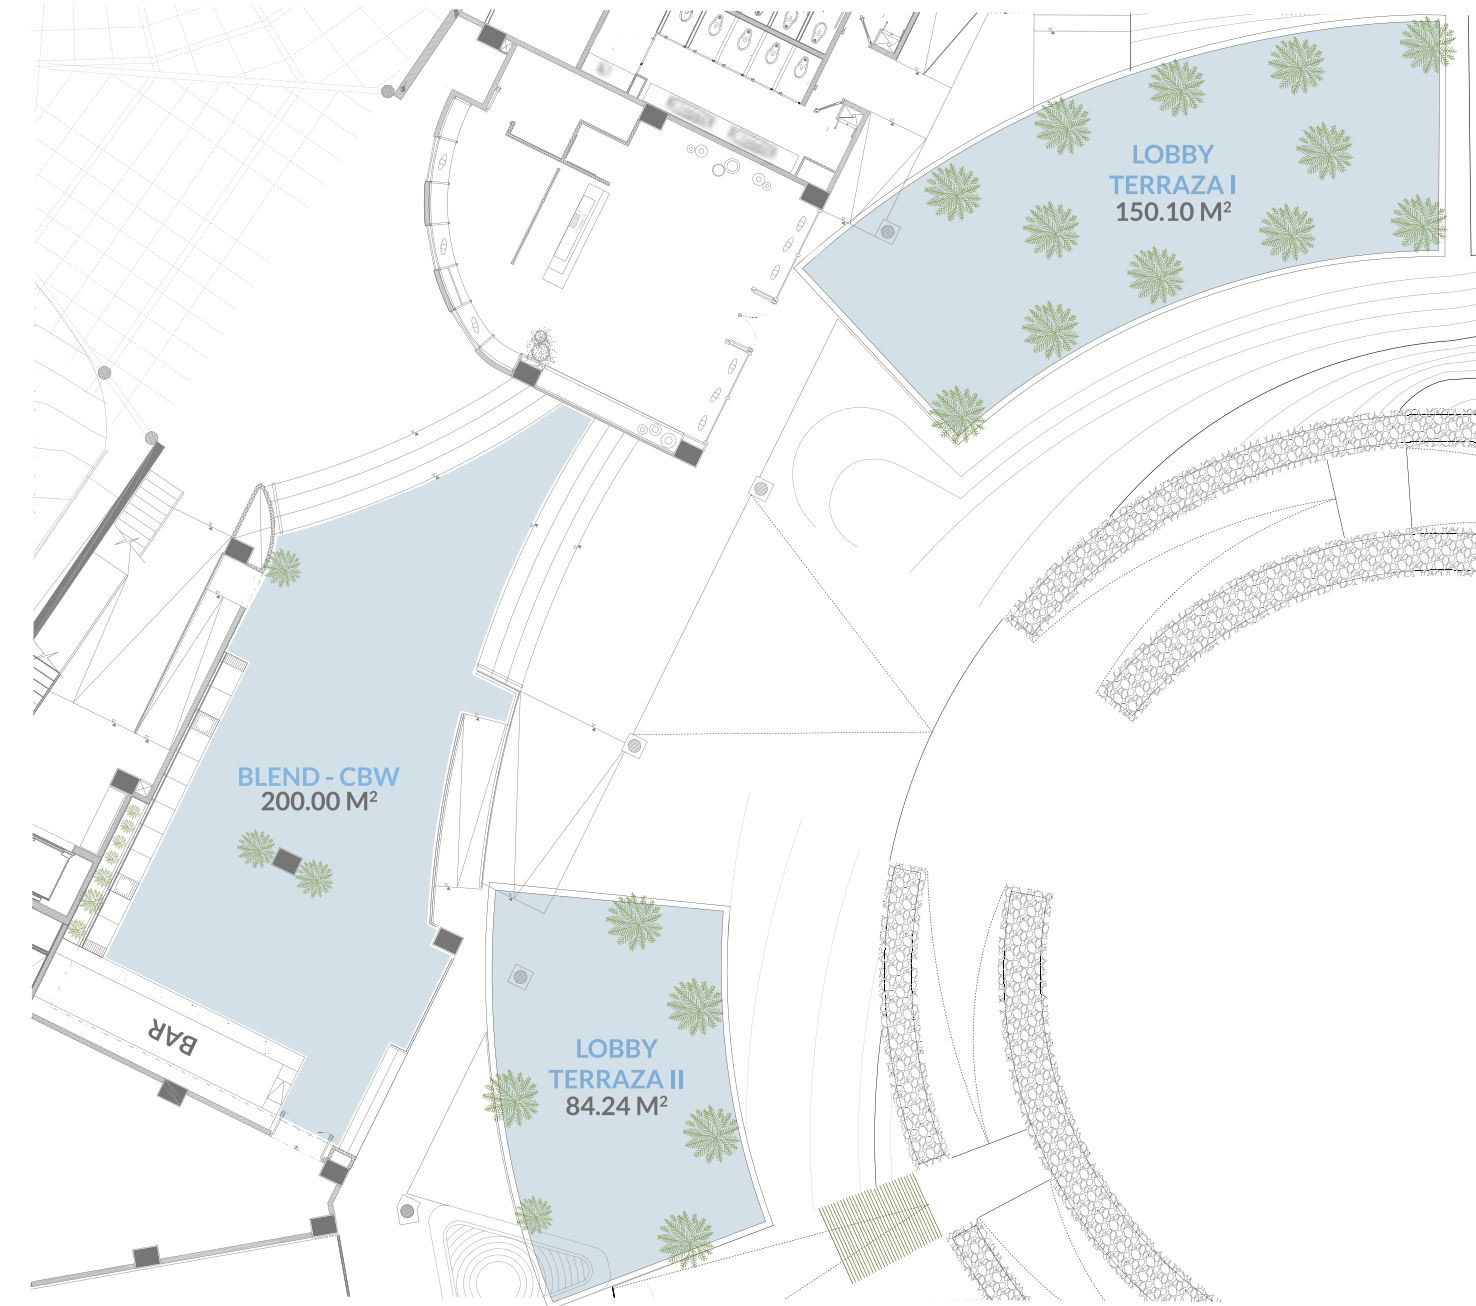 LOBBY
TERRAZA I
150.10 M²
BLEND - CBW
200.00 M²
BAR
LOBBY
TERRAZA II
84.24 M²